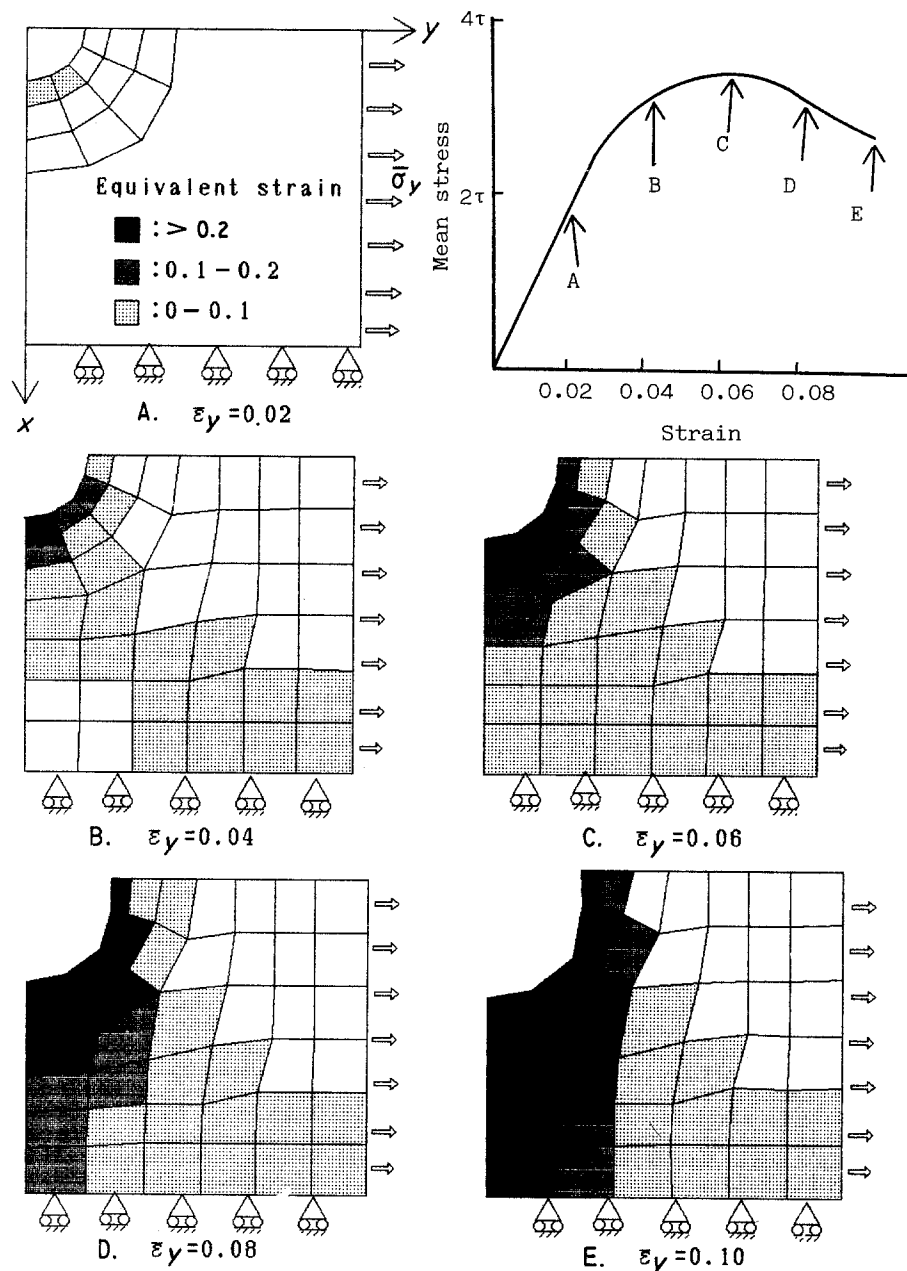 y
σ̄y
Equivalent strain
:> 0.2
:0.1-0.2
:0-0.1
x
A. ε̄y=0.02
4τ
2τ
Mean stress
A
B
C
D
E
0.02 0.04 0.06 0.08
Strain
B. ε̄y=0.04
C. ε̄y=0.06
D. ε̄y=0.08
E. ε̄y=0.10